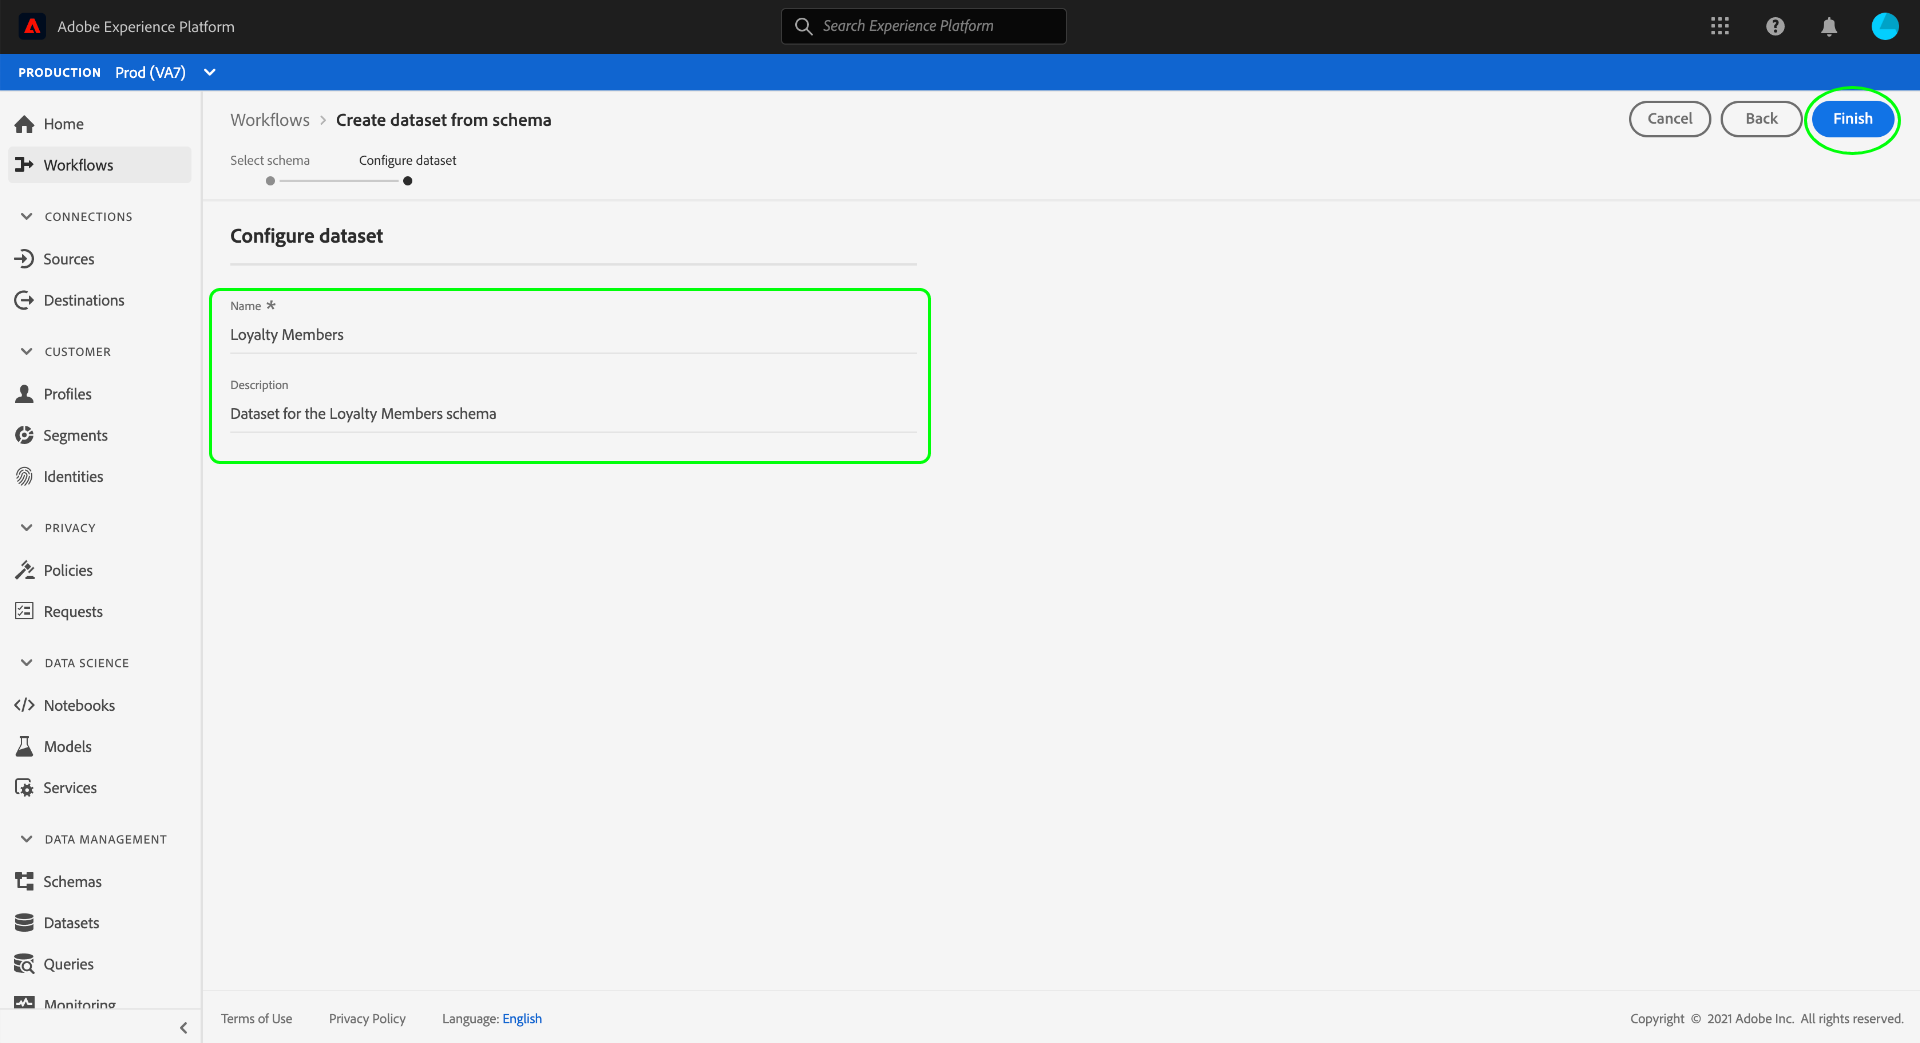 Adobe Experience Platform
Search Experience Platform
PRODUCTION Prod (VA7)
Home
Workflows
CONNECTIONS
Sources
Destinations
CUSTOMER
Profiles
Segments
Identities
PRIVACY
Policies
Requests
DATA SCIENCE
Notebooks
Models
Services
DATA MANAGEMENT
Schemas
Datasets
Queries
Monitoring
Workflows > Create dataset from schema
Cancel Back Finish
Select schema Configure dataset
Configure dataset
Name *
Loyalty Members
Description
Dataset for the Loyalty Members schema
Terms of Use Privacy Policy Language: English
Copyright © 2021 Adobe Inc. All rights reserved.